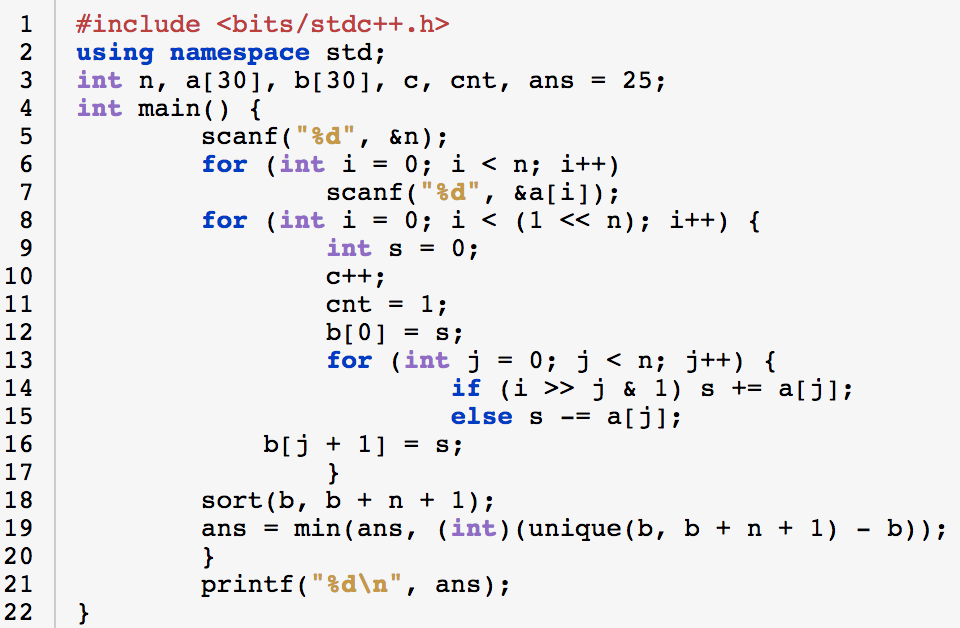 1 #include <bits/stdc++.h>
2 using namespace std;
3 int n, a[30], b[30], c, cnt, ans = 25;
4 int main() {
5 scanf("%d", &n);
6 for (int i = 0; i < n; i++)
7 scanf("%d", &a[i]);
8 for (int i = 0; i < (1 << n); i++) {
9 int s = 0;
10 c++;
11 cnt = 1;
12 b[0] = s;
13 for (int j = 0; j < n; j++) {
14 if (i >> j & 1) s += a[j];
15 else s -= a[j];
16 b[j + 1] = s;
17 }
18 sort(b, b + n + 1);
19 ans = min(ans, (int)(unique(b, b + n + 1) - b));
20 }
21 printf("%d\n", ans);
22 }